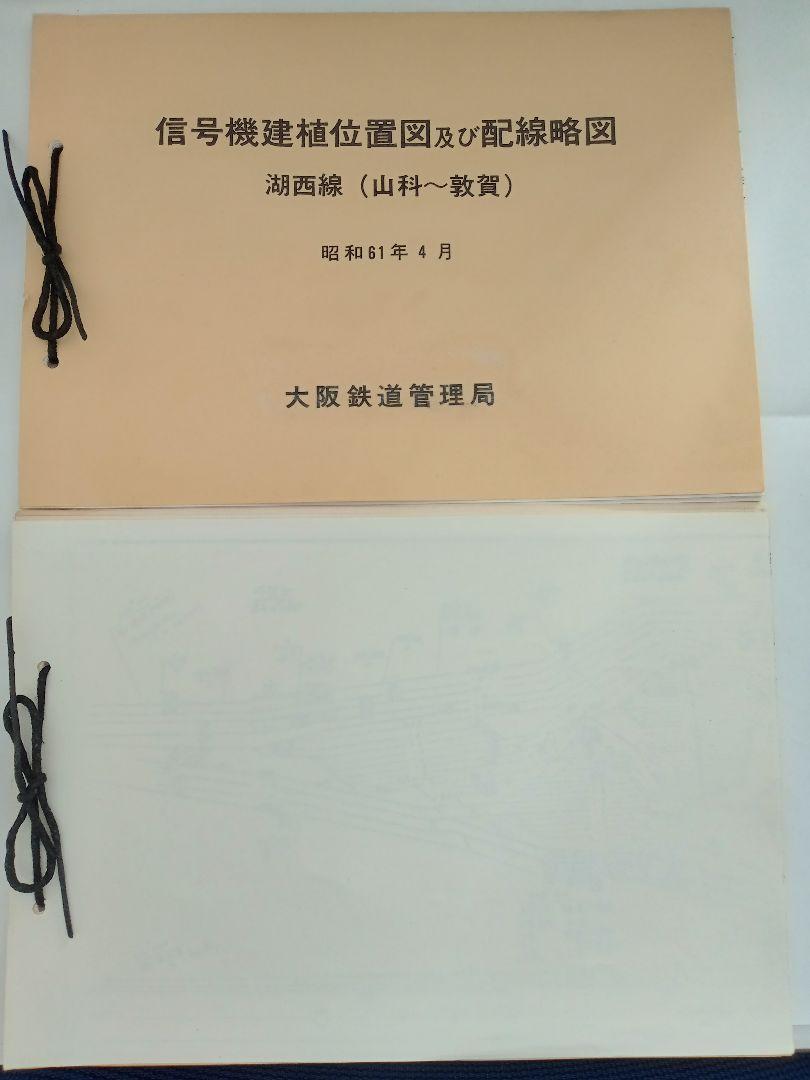 信号機建植位置図及び配線略図
湖西線（山科～敦賀）
昭和61年4月
大阪鉄道管理局